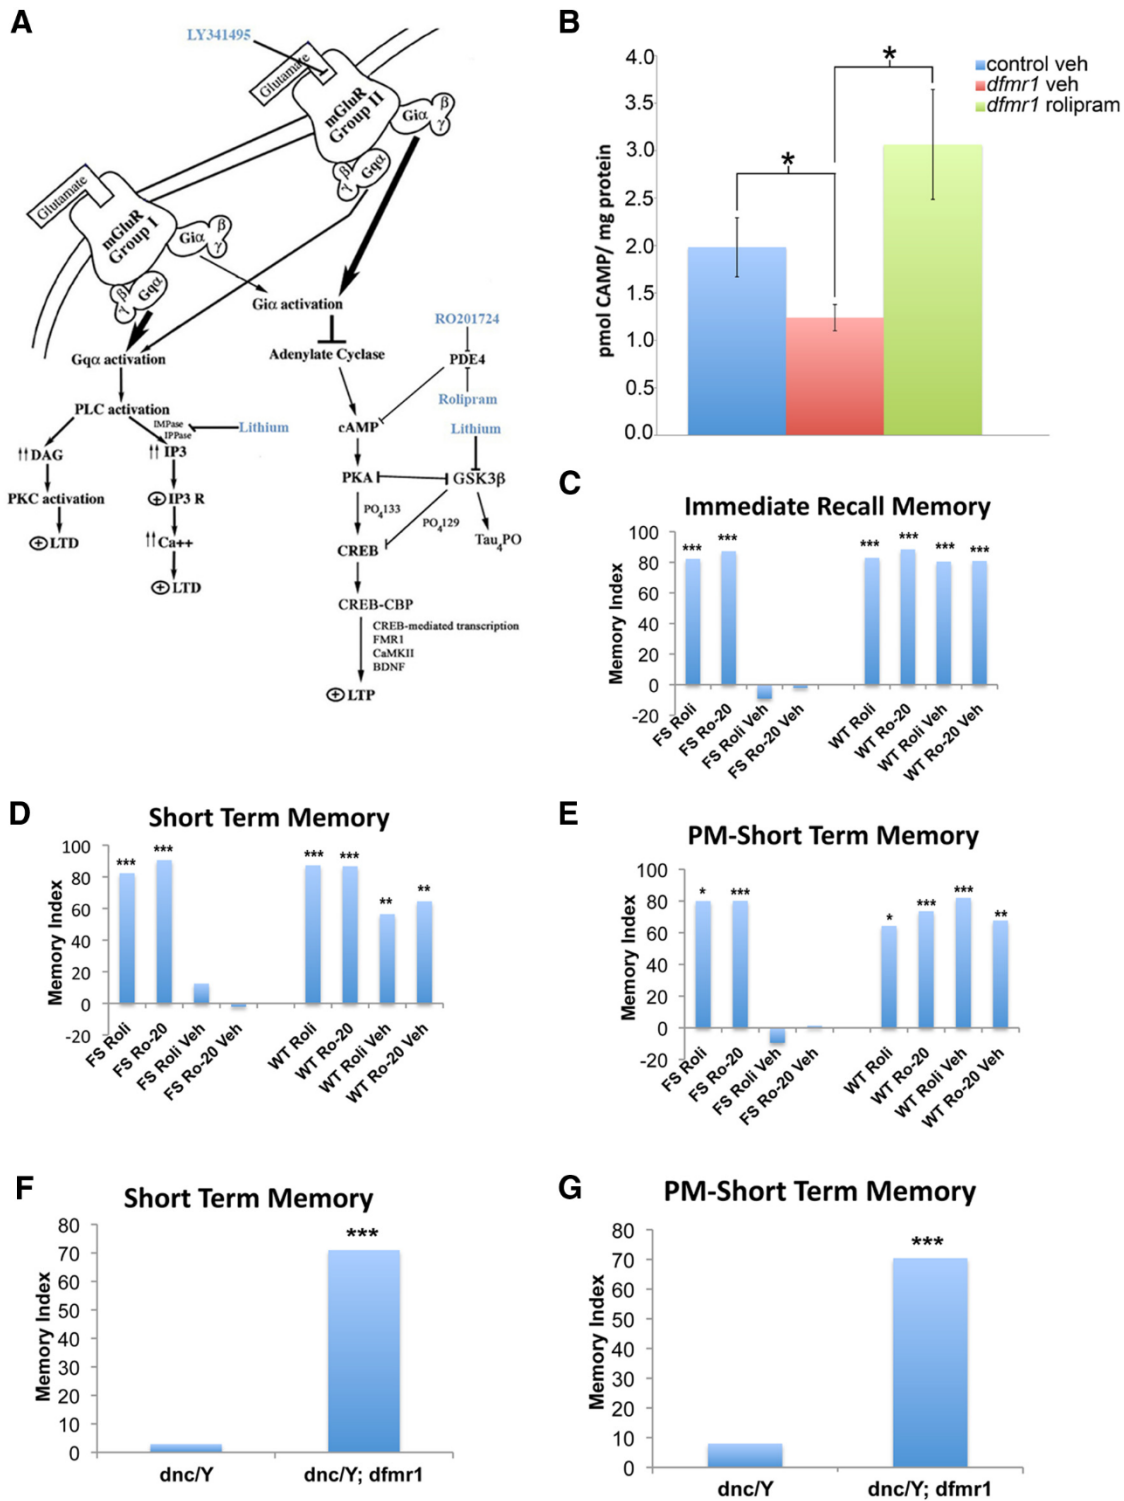 A
LY341495
Glutamate
mGluR
Group II
Giα
β
γ
β
γ
Gqα
Glutamate
mGluR
Group I
Giα
β
γ
β
γ
Gqα
Giα activation
Gqα activation
Adenylate Cyclase
RO201724
PDE4
Rolipram
PLC activation
IMPase
IPPase
Lithium
cAMP
Lithium
↑↑DAG
↑↑ IP3
PKA
GSK3β
PKC activation
⊕IP3 R
PO4133
PO4129
⊕LTD
↑↑Ca++
CREB
Tau4PO
⊕LTD
CREB-CBP
CREB-mediated transcription
FMR1
CaMKII
BDNF
⊕LTP
B
pmol CAMP/ mg protein
4.0
3.5
3.0
2.5
2.0
1.5
1.0
0.5
0.0
*
*
control veh
dfmr1 veh
dfmr1 rolipram
C
Immediate Recall Memory
Memory Index
100
80
60
40
20
0
-20
*** *** *** *** *** ***
FS Roli
FS Ro-20
FS Roli Veh
FS Ro-20 Veh
WT Roli
WT Ro-20
WT Roli Veh
WT Ro-20 Veh
D
Short Term Memory
Memory Index
100
80
60
40
20
0
-20
*** *** *** *** ** **
FS Roli
FS Ro-20
FS Roli Veh
FS Ro-20 Veh
WT Roli
WT Ro-20
WT Roli Veh
WT Ro-20 Veh
E
PM-Short Term Memory
Memory Index
100
80
60
40
20
0
-20
* *** * *** *** **
FS Roli
FS Ro-20
FS Roli Veh
FS Ro-20 Veh
WT Roli
WT Ro-20
WT Roli Veh
WT Ro-20 Veh
F
Short Term Memory
Memory Index
80
70
60
50
40
30
20
10
0
***
dnc/Y
dnc/Y; dfmr1
G
PM-Short Term Memory
Memory Index
80
70
60
50
40
30
20
10
0
***
dnc/Y
dnc/Y; dfmr1